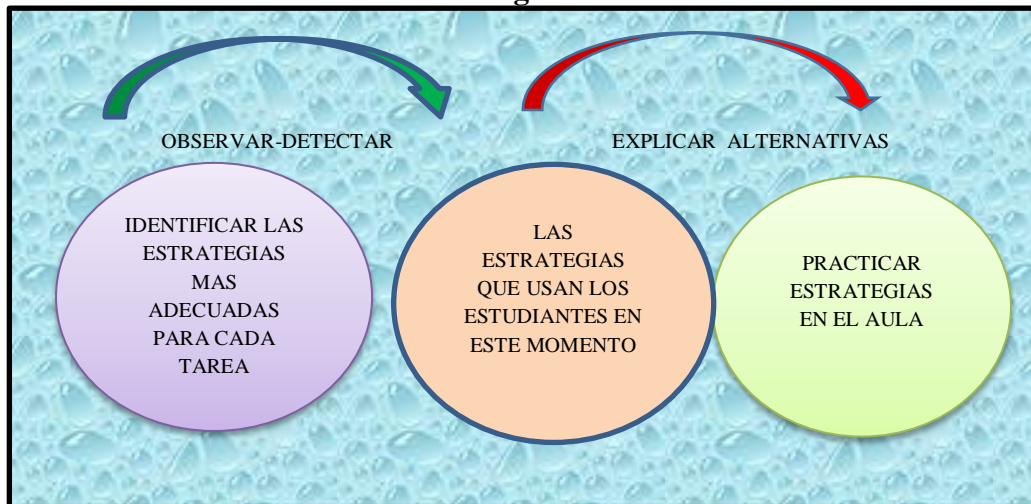 OBSERVAR-DETECTAR
EXPLICAR ALTERNATIVAS
IDENTIFICAR LAS
ESTRATEGIAS
MAS
ADECUADAS
PARA CADA
TAREA
LAS
ESTRATEGIAS
QUE USAN LOS
ESTUDIANTES EN
ESTE MOMENTO
PRACTICAR
ESTRATEGIAS
EN EL AULA